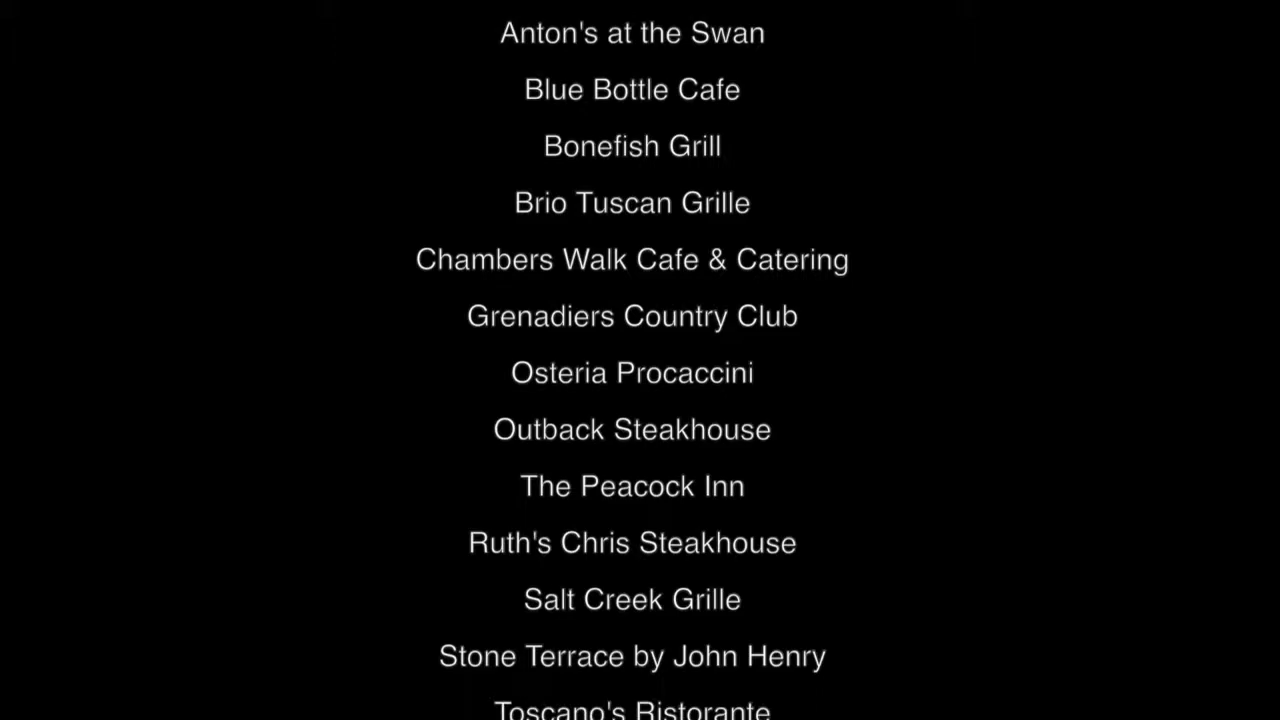 Anton's at the Swan
Blue Bottle Cafe
Bonefish Grill
Brio Tuscan Grille
Chambers Walk Cafe & Catering
Grenadiers Country Club
Osteria Procaccini
Outback Steakhouse
The Peacock Inn
Ruth's Chris Steakhouse
Salt Creek Grille
Stone Terrace by John Henry
Toscano's Ristorante